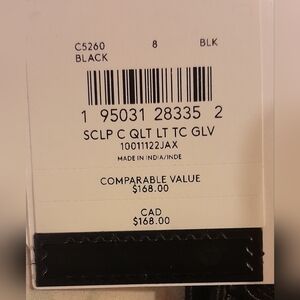 C5260 8 BLK
BLACK
1 95031 28335 2
SCLP C QLT LT TC GLV
10011122JAX
MADE IN INDIA/INDE
COMPARABLE VALUE
$168.00
CAD
$168.00